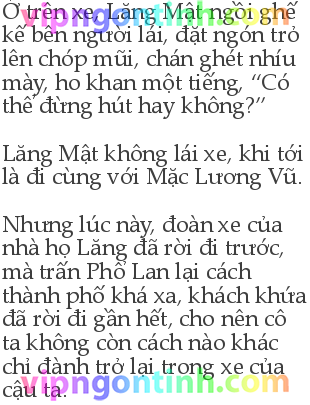 Ở trên xe, Lăng Mật ngồi ghế
kế bên người lái, đặt ngón trỏ
lên chóp mũi, chán ghét nhíu
mày, ho khan một tiếng, “Có
thể đừng hút hay không?”
Lăng Mật không lái xe, khi tới
là đi cùng với Mặc Lương Vũ.
Nhưng lúc này, đoàn xe của
nhà họ Lăng đã rời đi trước,
mà trấn Phổ Lan lại cách
thành phố khá xa, khách khứa
đã rời đi gần hết, cho nên cô
ta không còn cách nào khác
chỉ đành trở lại trong xe của
cậu ta.
vipngontinh.com
vipngontinh.com